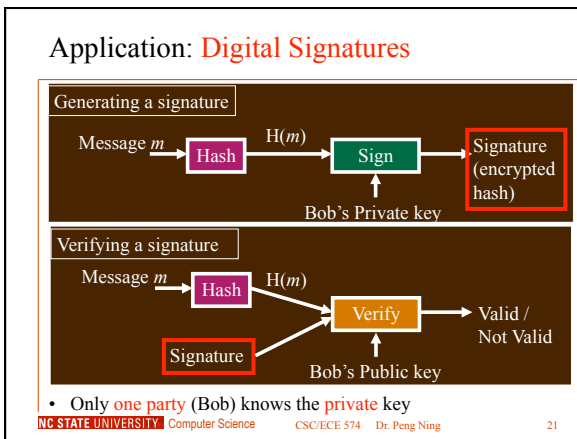 Application: Digital Signatures
Generating a signature
Message m
Hash
H(m)
Sign
Signature
(encrypted
hash)
Bob's Private key
Verifying a signature
Message m
Hash
H(m)
Verify
Valid /
Not Valid
Signature
Bob's Public key
• Only one party (Bob) knows the private key
NC STATE UNIVERSITY Computer Science CSC/ECE 574 Dr. Peng Ning 21